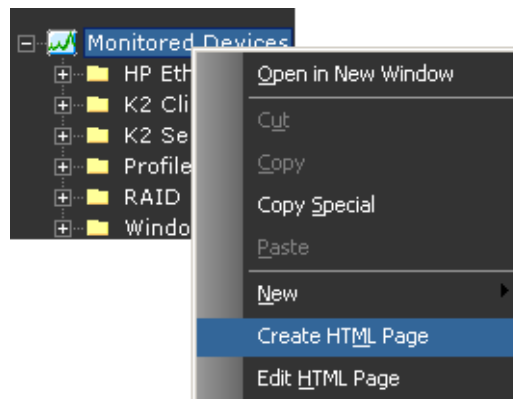 Monitored Devices
HP Eth
K2 Cli
K2 Se
Profile
RAID
Windo
Open in New Window
Cut
Copy
Copy Special
Paste
New
Create HTML Page
Edit HTML Page